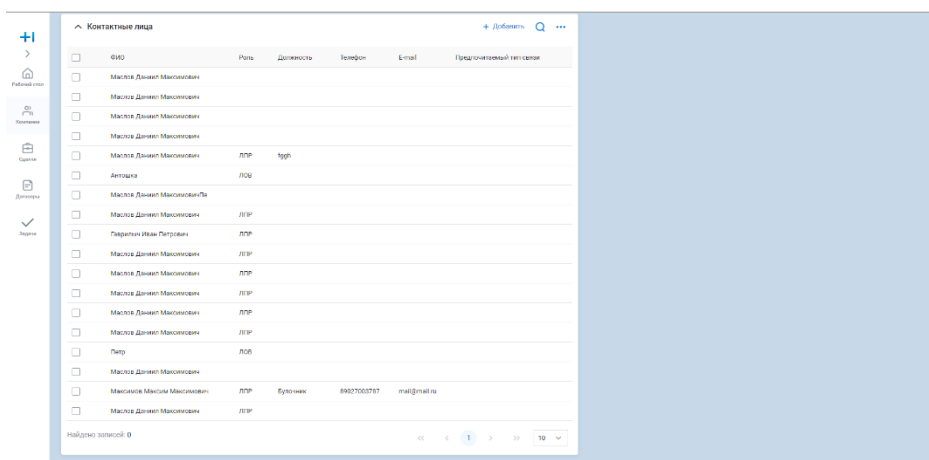 Контактные лица
+ Добавить
Рабочий стол
ФИО Роль Должность Телефон E-mail Предпочитаемый тип связи
Маслов Даниил Максимович
Маслов Даниил Максимович
Компании
Маслов Даниил Максимович
Маслов Даниил Максимович
Сделки
Маслов Даниил Максимович ЛПР fggh
Антошка ЛОВ
Договоры
Маслов Даниил МаксимовичПе
Маслов Даниил Максимович ЛПР
Задачи
Гаврилыч Иван Петрович ЛПР
Маслов Даниил Максимович ЛПР
Маслов Даниил Максимович ЛПР
Маслов Даниил Максимович ЛПР
Маслов Даниил Максимович ЛПР
Маслов Даниил Максимович ЛПР
Петр ЛОВ
Маслов Даниил Максимович
Максимов Максим Максимович ЛПР Булочник 89027003767 mail@mail.ru
Маслов Даниил Максимович ЛПР
Найдено записей: 0
<< < 1 > >> 10